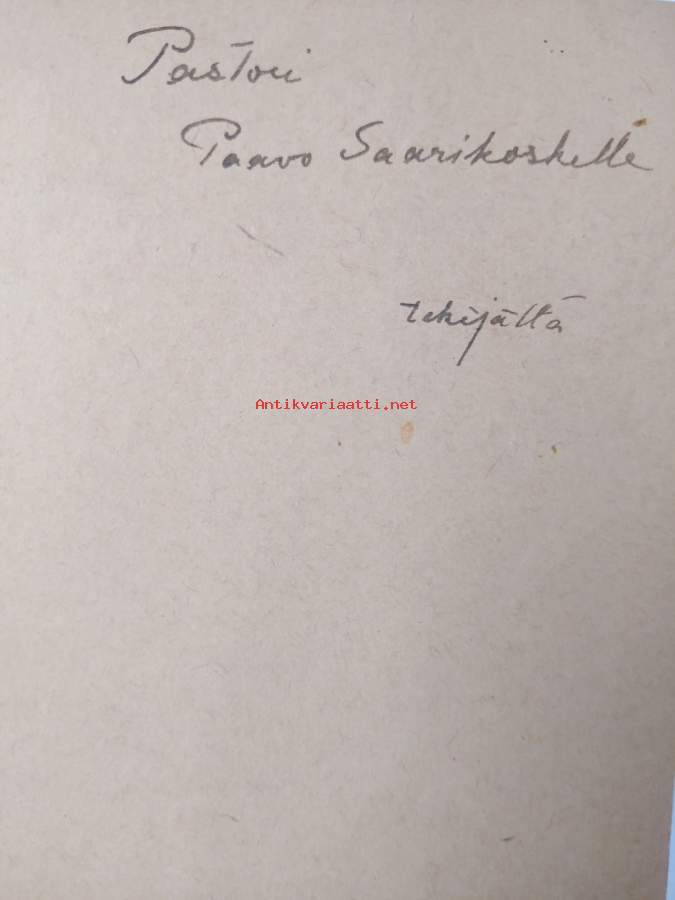 Pastori
Paavo Saarikoskelle
tekijältä
Antikvariaatti.net